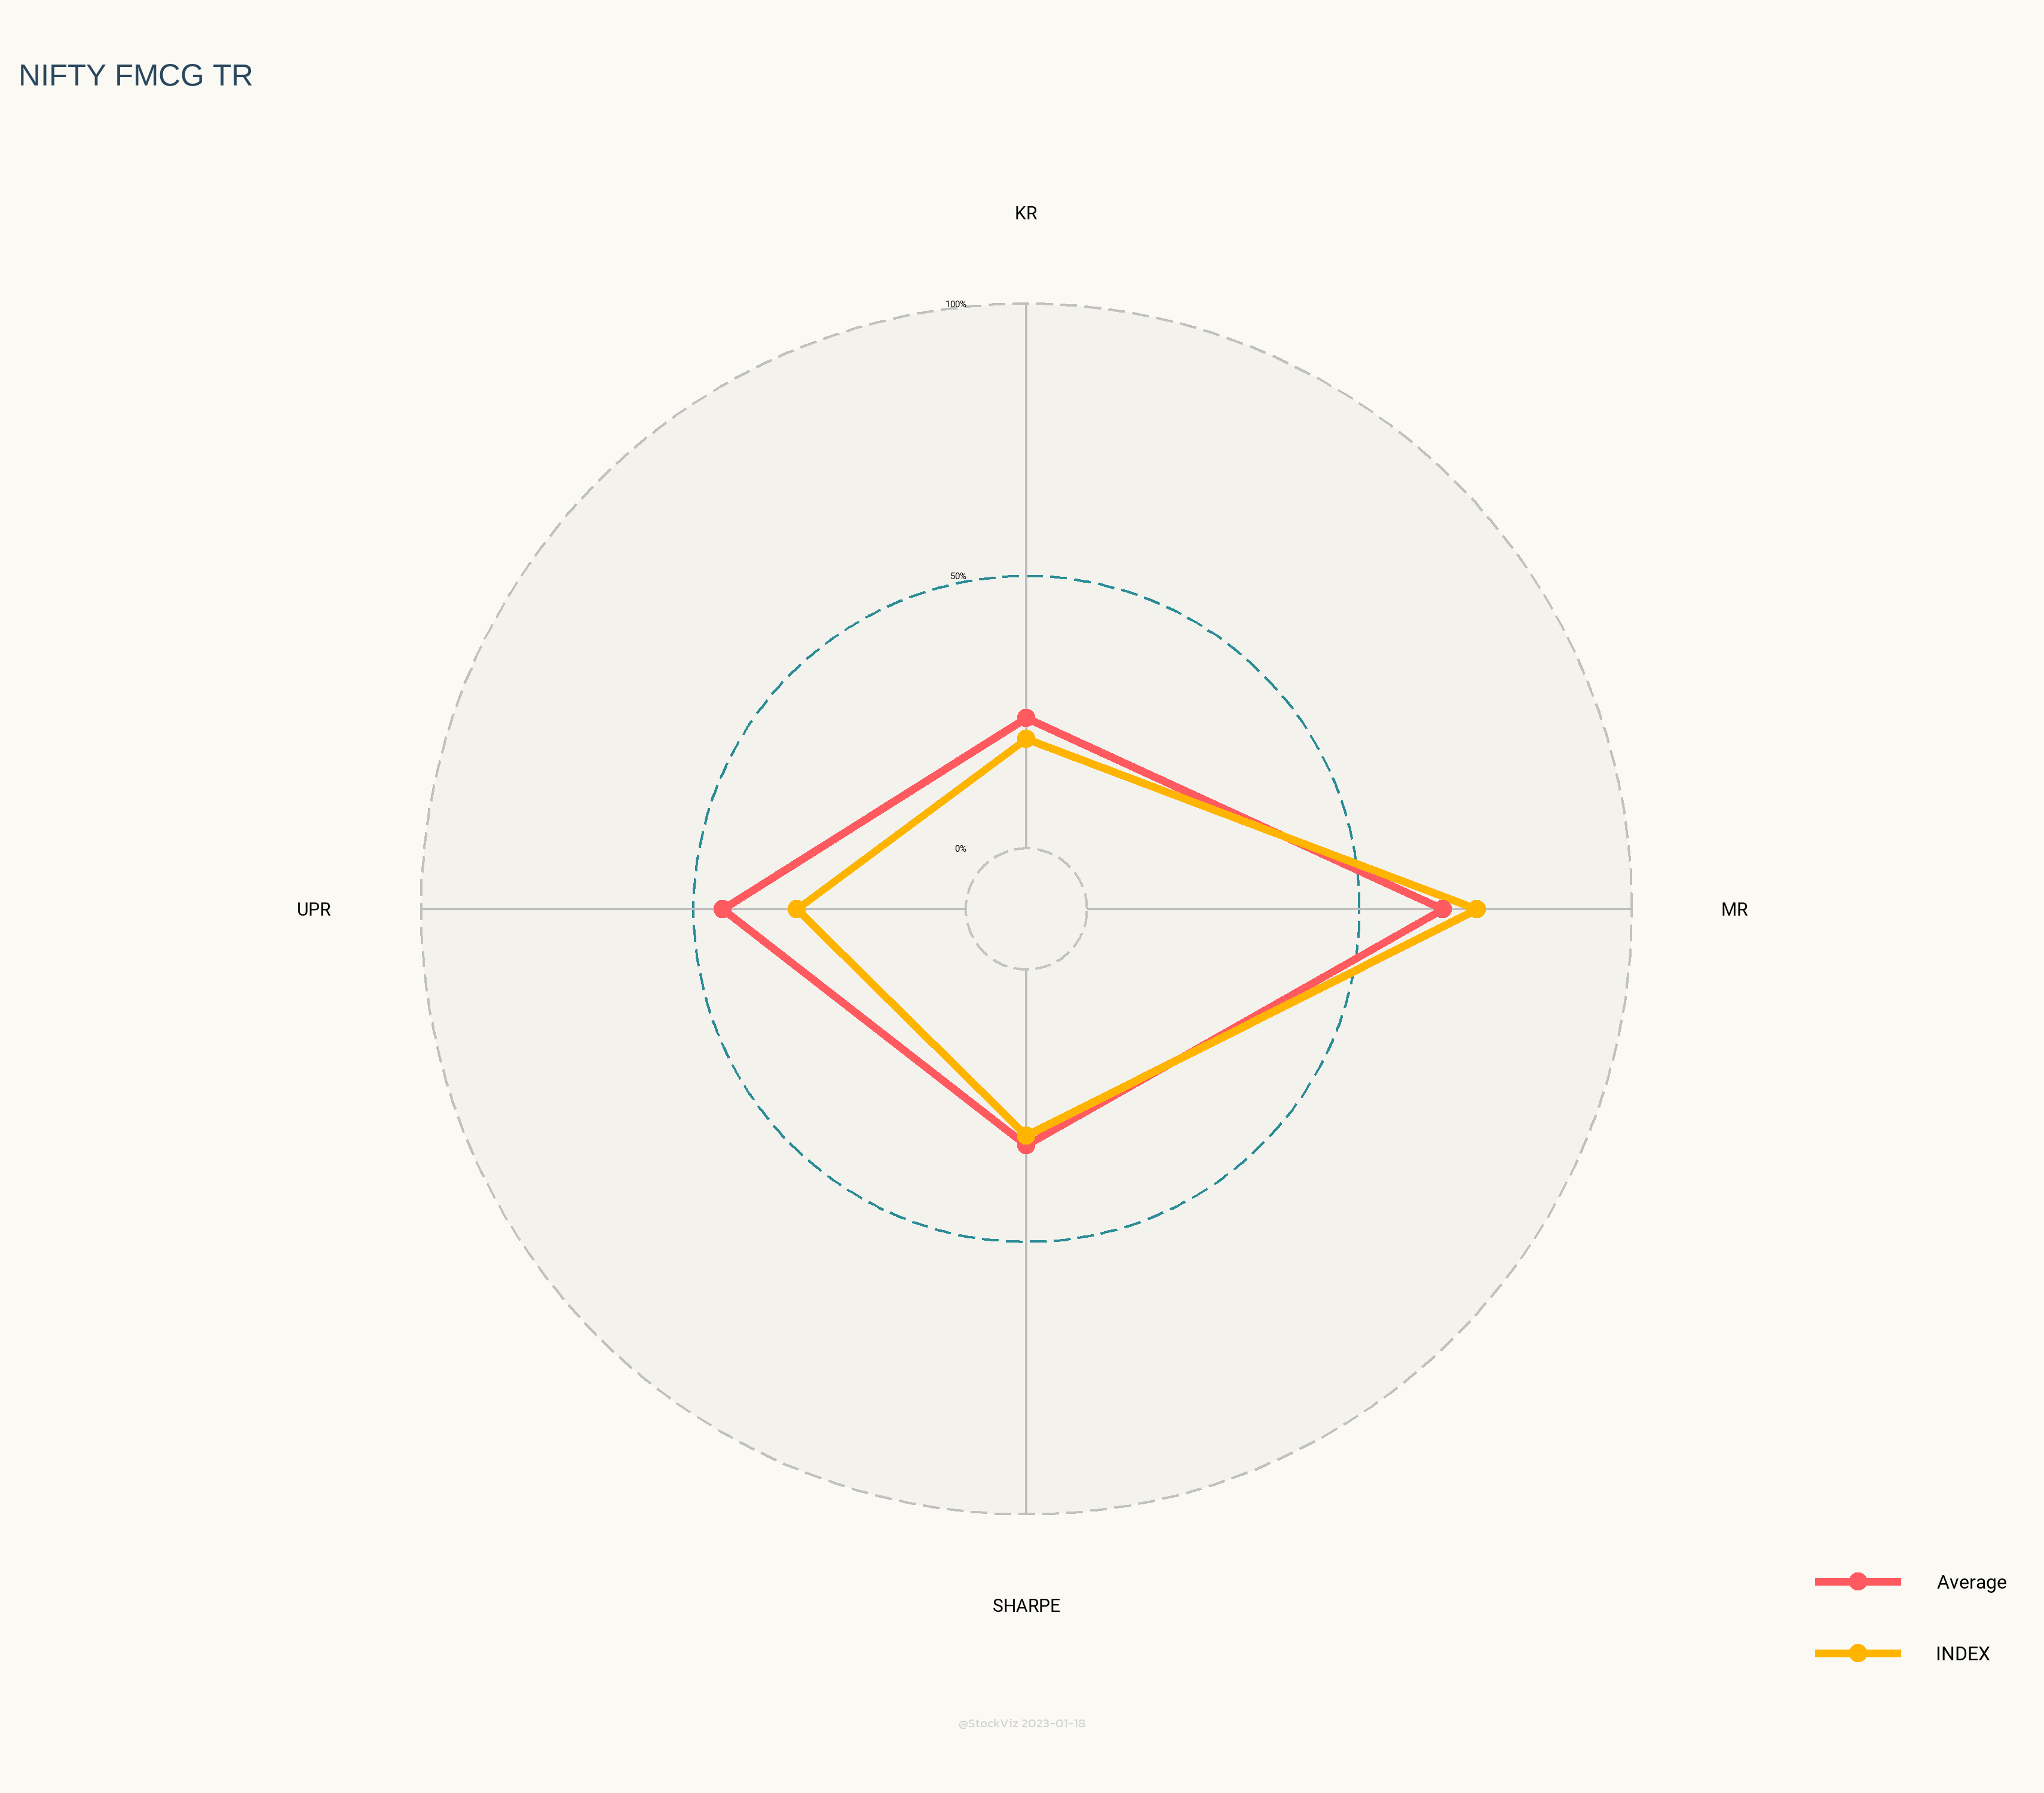 NIFTY FMCG TR
KR
100%
50%
0%
UPR
MR
SHARPE
Average
INDEX
@StockViz 2023-01-18